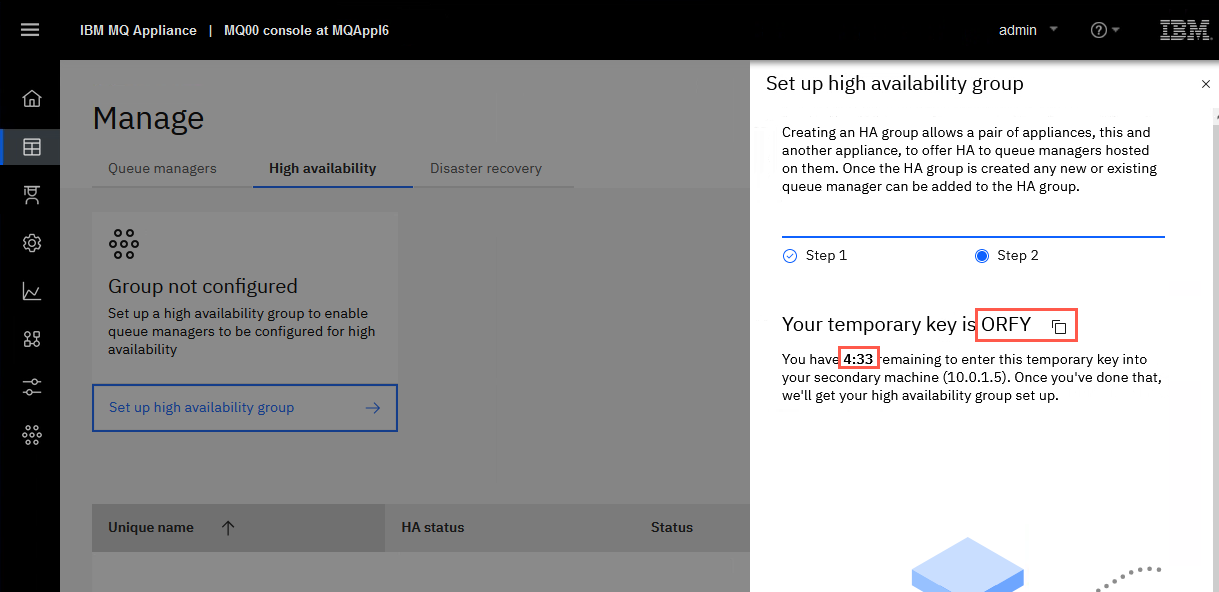 IBM MQ Appliance | MQ00 console at MQAppl6
admin
IBM
Manage
Queue managers
High availability
Disaster recovery
Group not configured
Set up a high availability group to enable
queue managers to be configured for high
availability
Set up high availability group
Unique name
HA status
Status
Set up high availability group
Creating an HA group allows a pair of appliances, this and
another appliance, to offer HA to queue managers hosted
on them. Once the HA group is created any new or existing
queue manager can be added to the HA group.
Step 1
Step 2
Your temporary key is ORFY
You have 4:33 remaining to enter this temporary key into
your secondary machine (10.0.1.5). Once you've done that,
we'll get your high availability group set up.